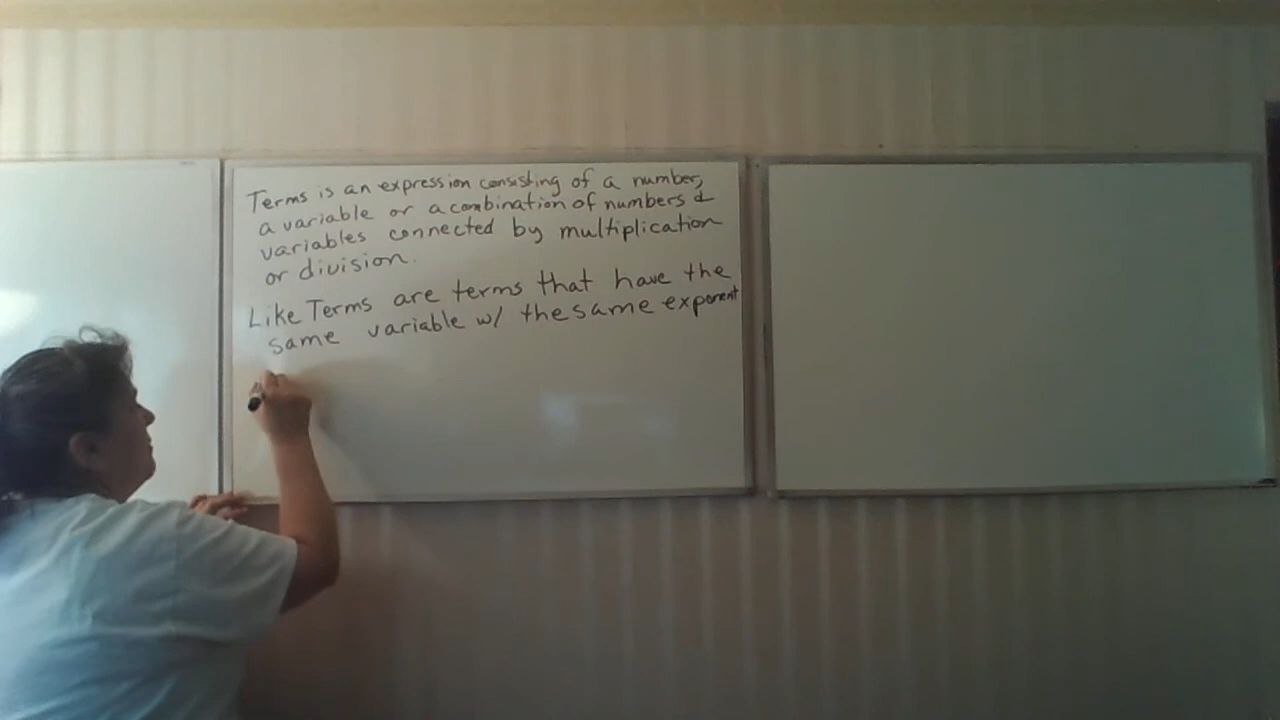 Terms is an expression consisting of a number,
a variable or a combination of numbers &
variables connected by multiplication
or division.
Like Terms are terms that have the
same variable w/ the same exponent